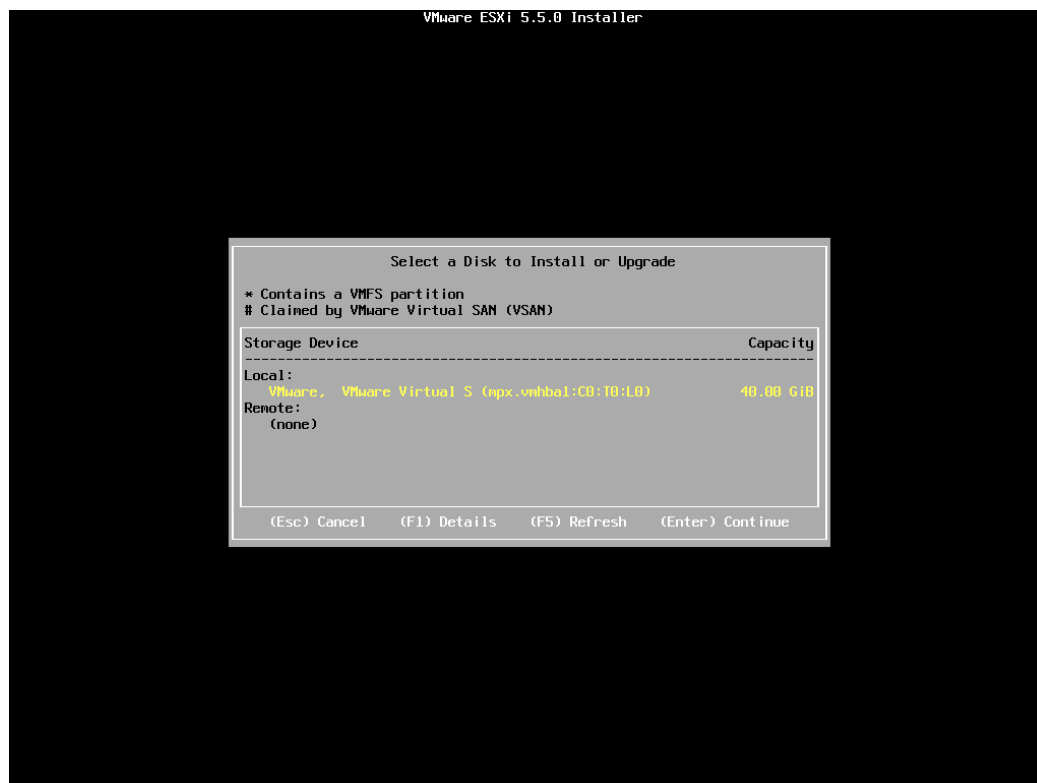 VMware ESXi 5.5.0 Installer
Select a Disk to Install or Upgrade
* Contains a VMFS partition
# Claimed by VMware Virtual SAN (VSAN)
Storage Device Capacity
--------------------------------------------------------------------
Local:
VMware,  VMware Virtual S (mpx.vmhba1:C0:T0:L0) 40.00 GiB
Remote:
(none)
(Esc) Cancel (F1) Details (F5) Refresh (Enter) Continue